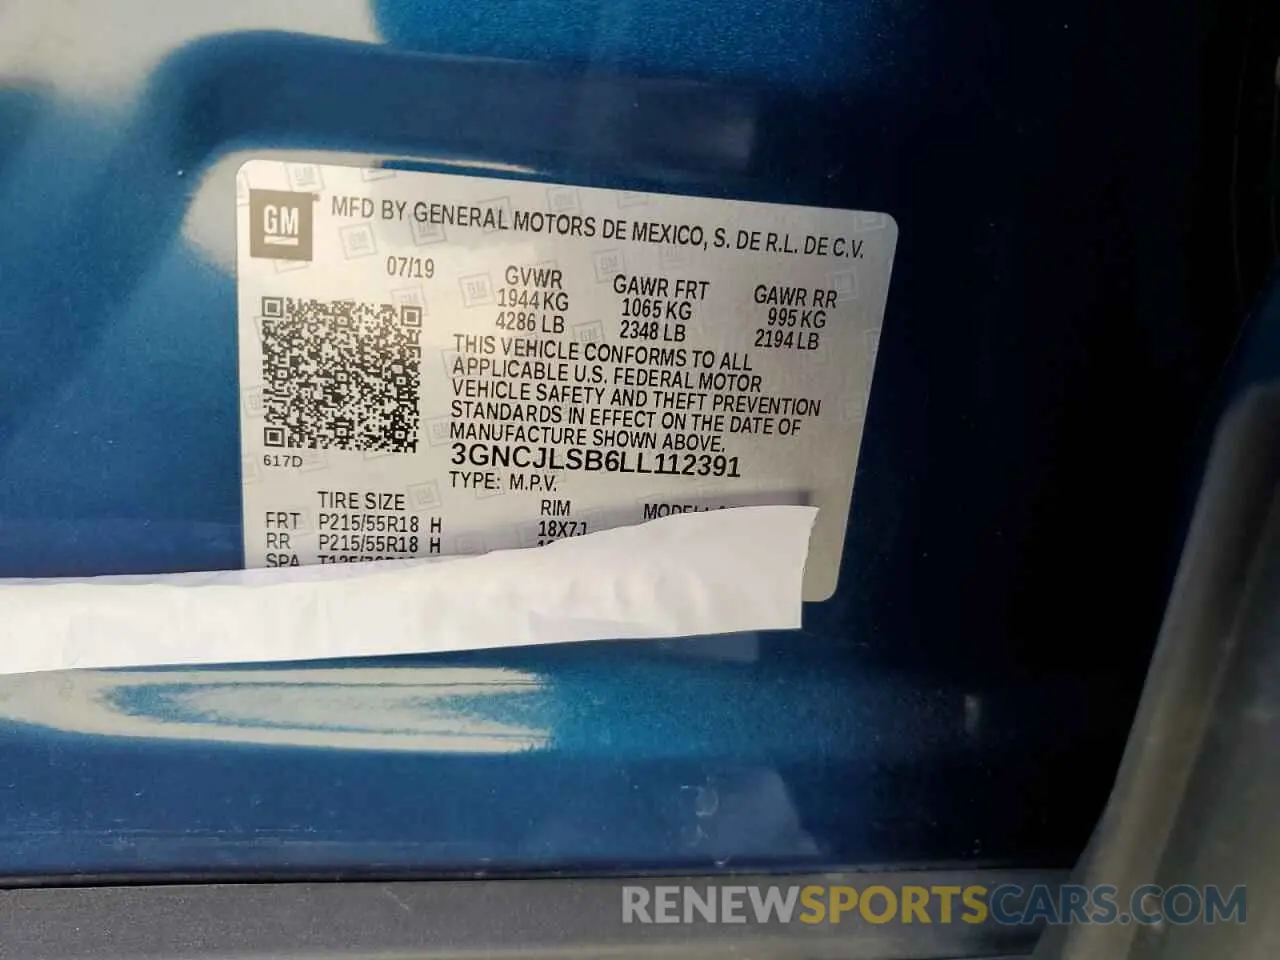 GM
MFD BY GENERAL MOTORS DE MEXICO, S. DE R.L. DE C.V.
07/19
GVWR GAWR FRT GAWR RR
1944 KG 1065 KG 995 KG
4286 LB 2348 LB 2194 LB
THIS VEHICLE CONFORMS TO ALL
APPLICABLE U.S. FEDERAL MOTOR
VEHICLE SAFETY AND THEFT PREVENTION
STANDARDS IN EFFECT ON THE DATE OF
MANUFACTURE SHOWN ABOVE.
617D
3GNCJLSB6LL112391
TYPE: M.P.V.
TIRE SIZE RIM
FRT P215/55R18 H 18X7J
RR P215/55R18 H
SPA
RENEWSPORTSCARS.COM